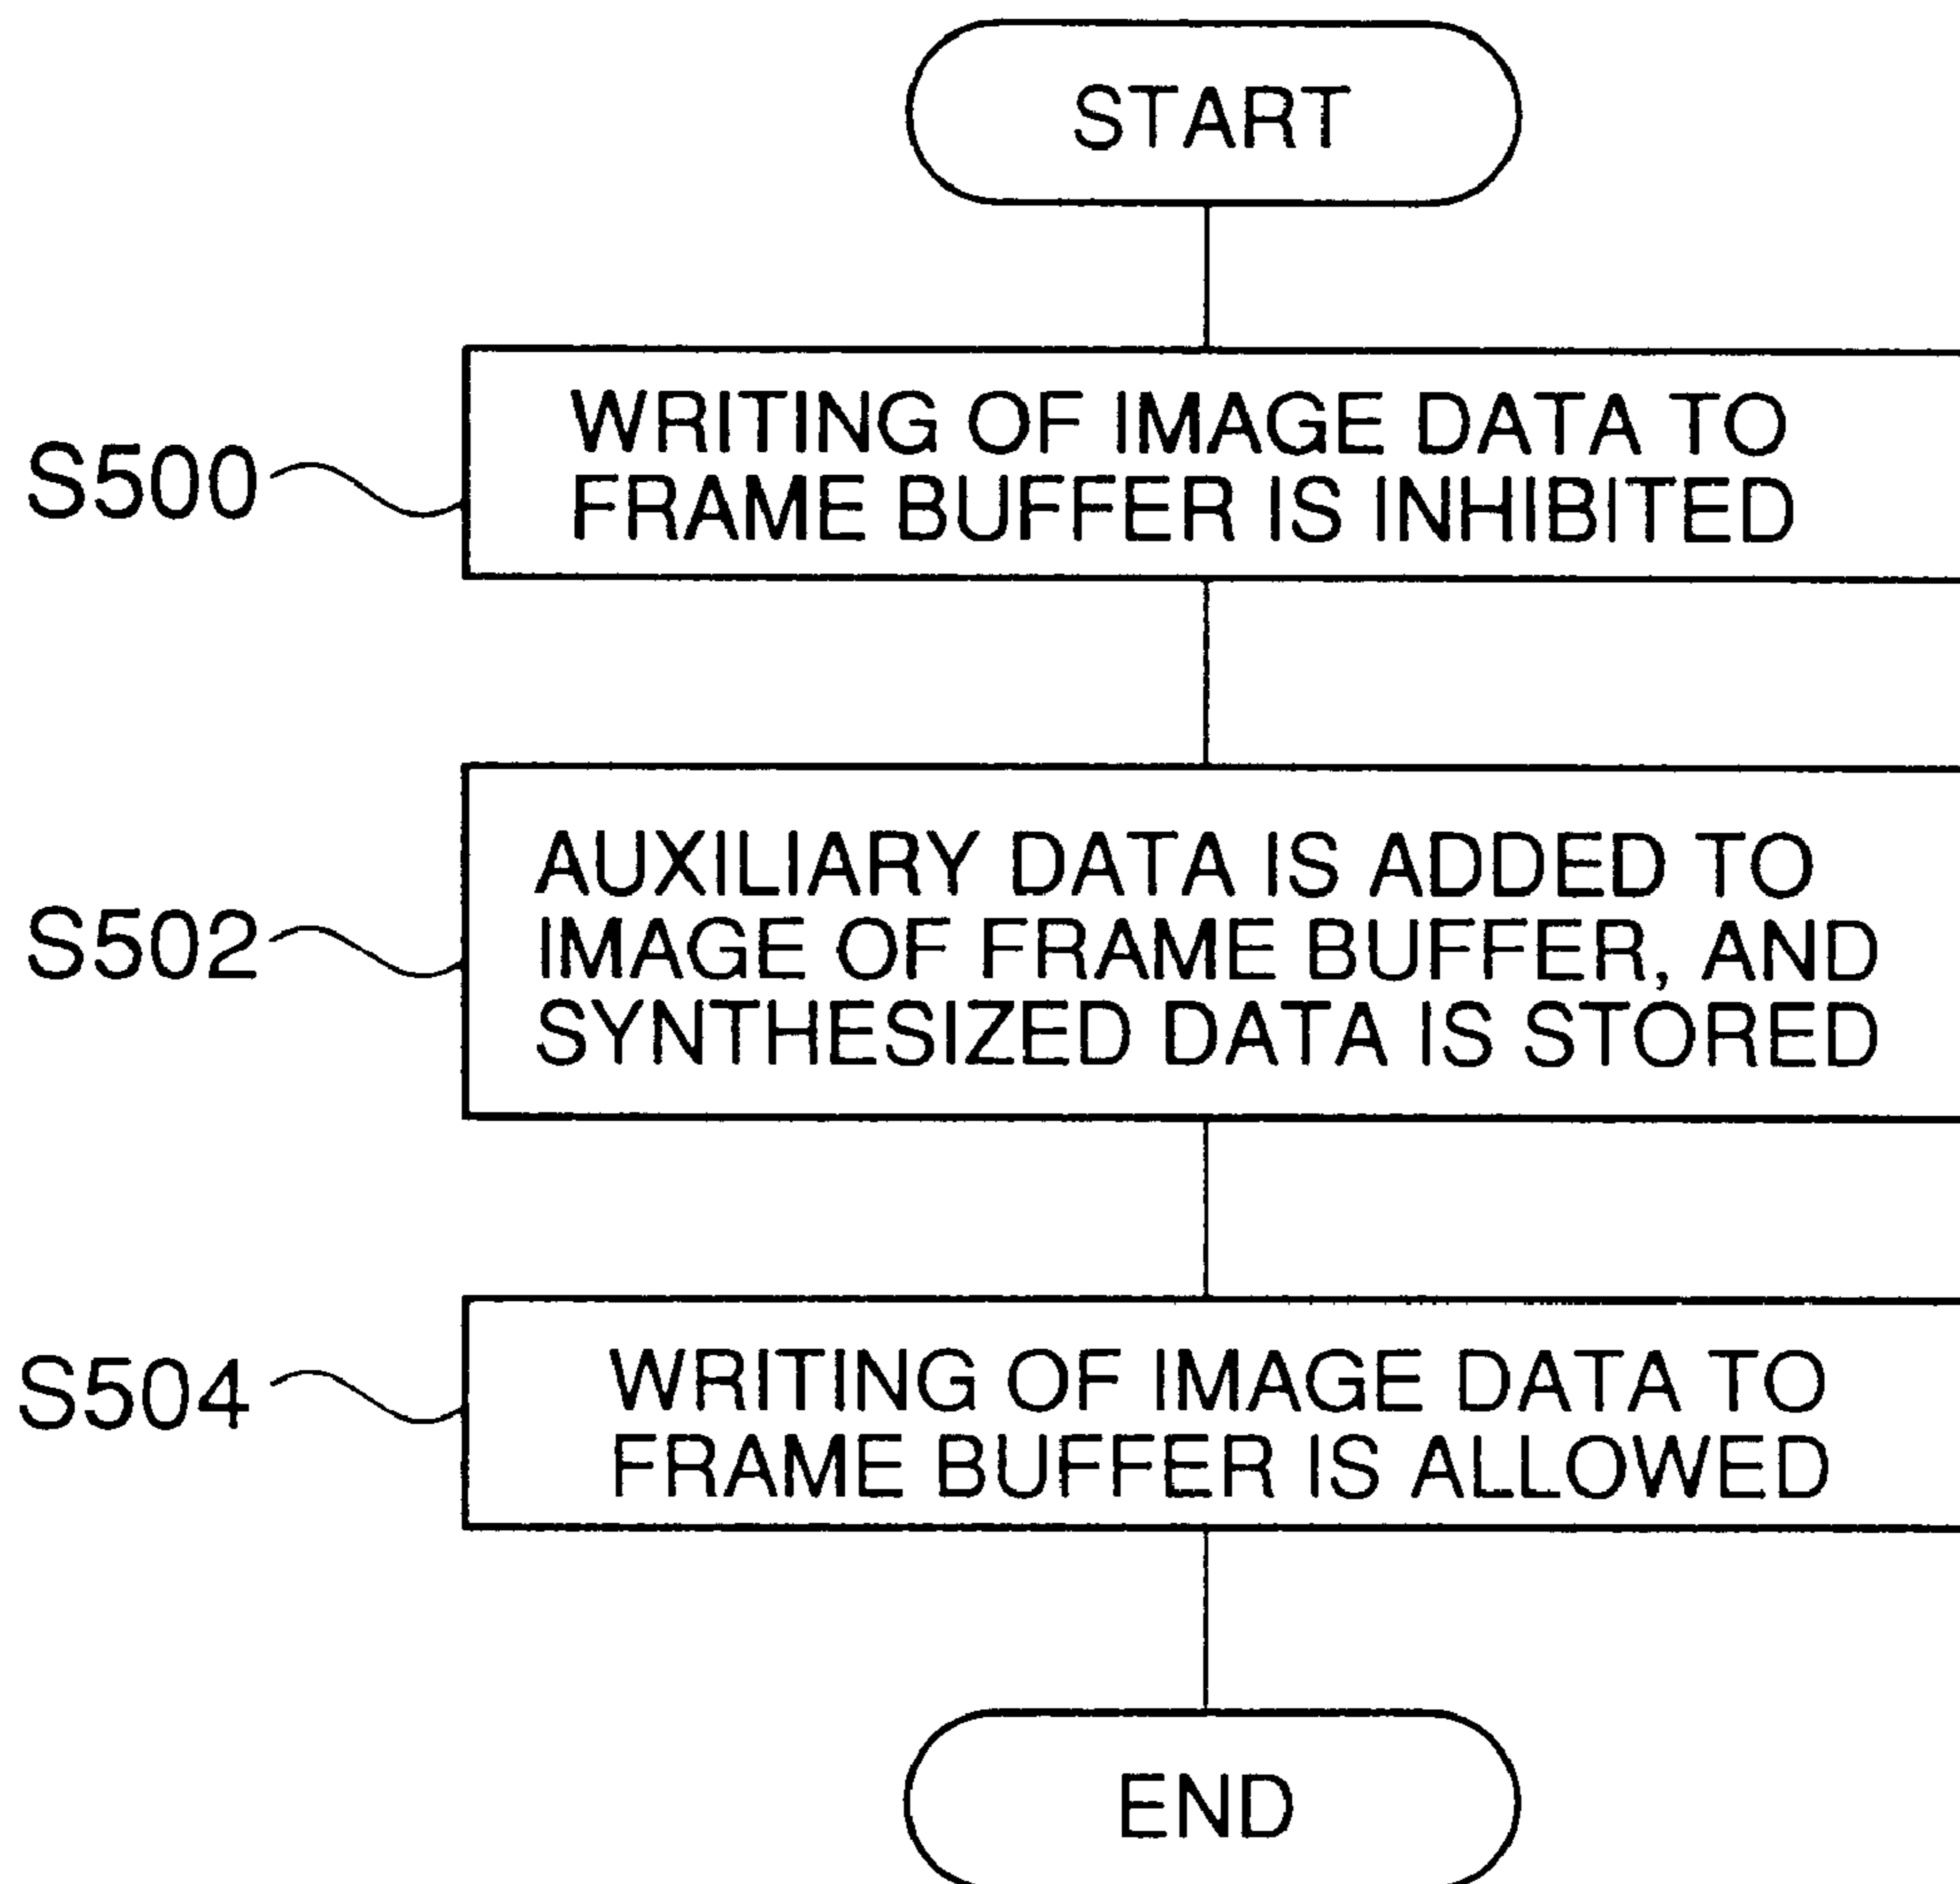 START
S500
WRITING OF IMAGE DATA TO
FRAME BUFFER IS INHIBITED
S502
AUXILIARY DATA IS ADDED TO
IMAGE OF FRAME BUFFER, AND
SYNTHESIZED DATA IS STORED
S504
WRITING OF IMAGE DATA TO
FRAME BUFFER IS ALLOWED
END